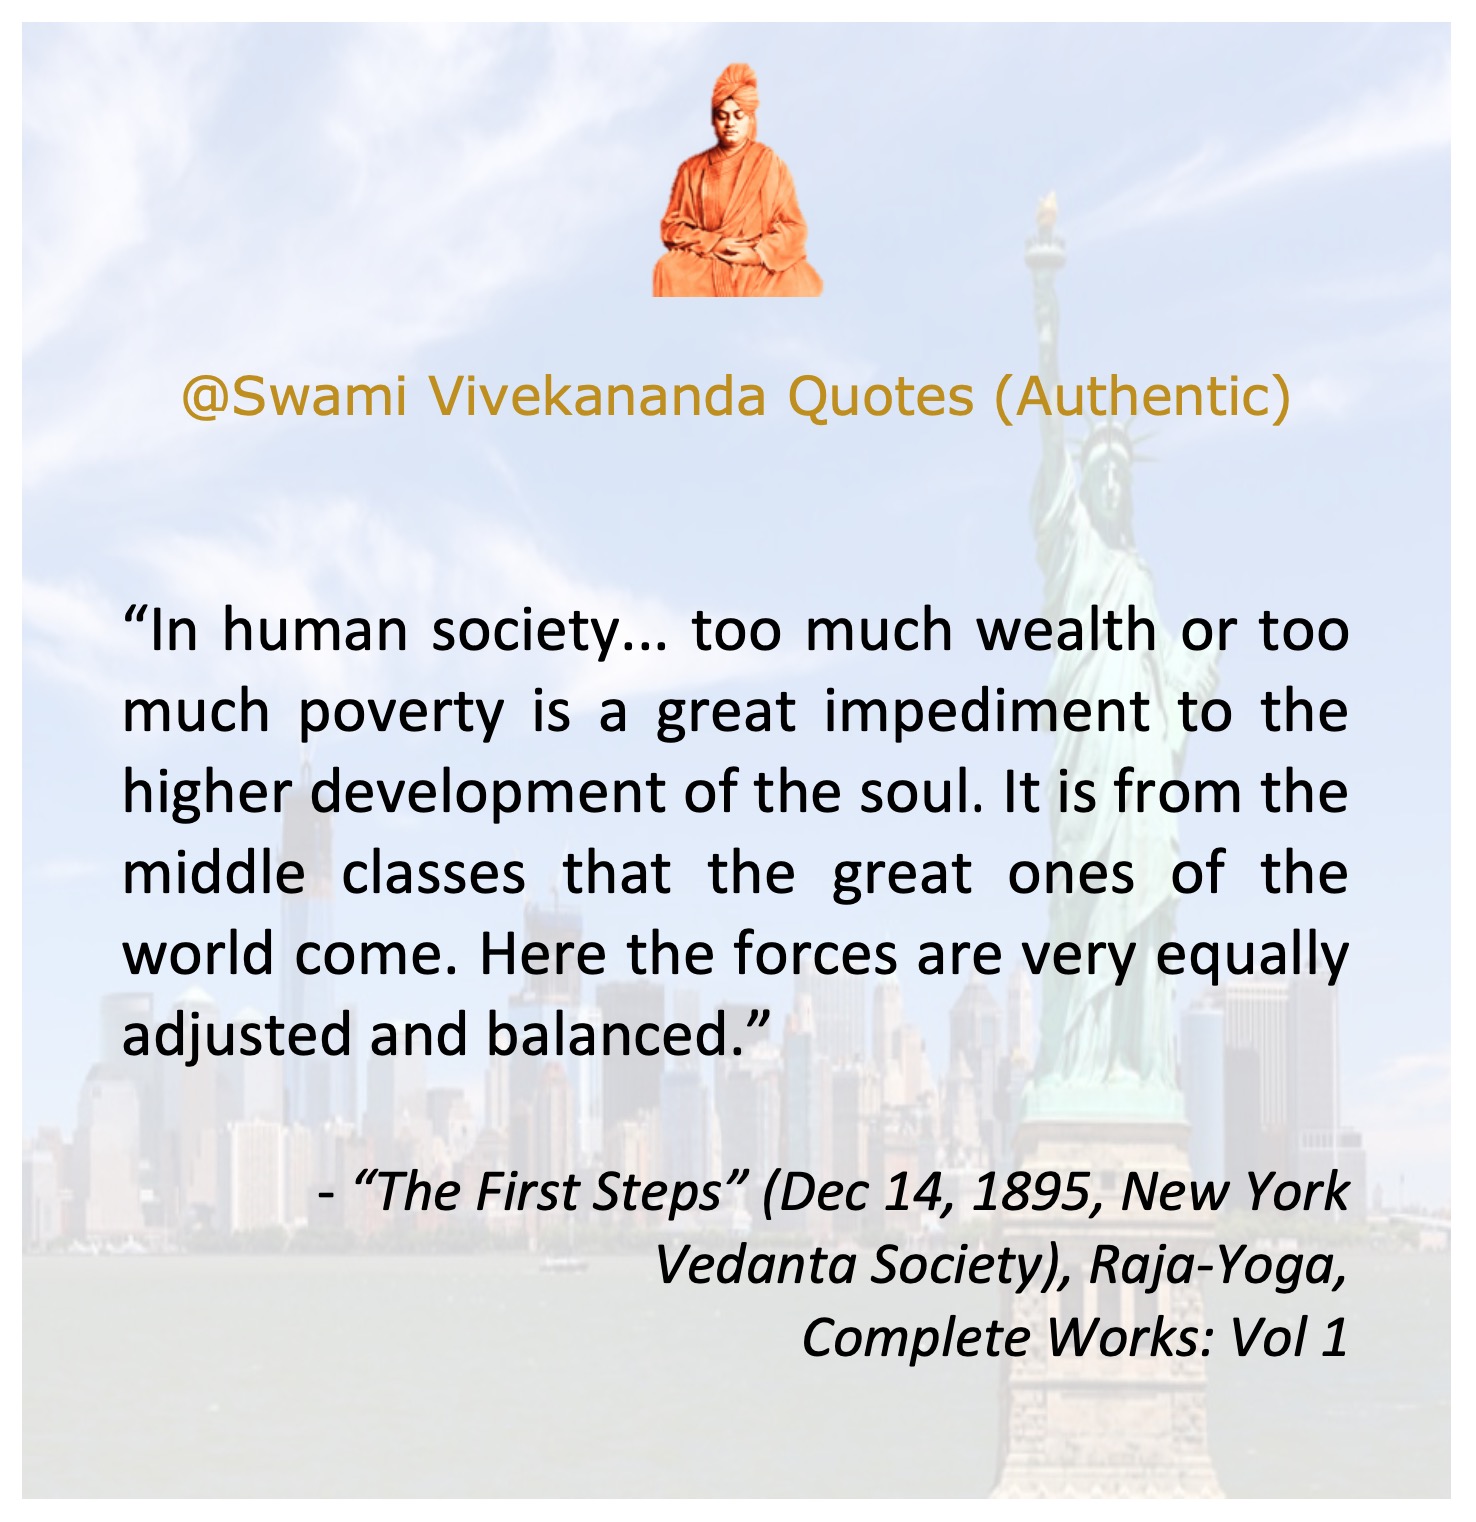 @Swami Vivekananda Quotes (Authentic)
“In human society... too much wealth or too
much poverty is a great impediment to the
higher development of the soul. It is from the
middle classes that the great ones of the
world come. Here the forces are very equally
adjusted and balanced.”
- “The First Steps” (Dec 14, 1895, New York
Vedanta Society), Raja-Yoga,
Complete Works: Vol 1